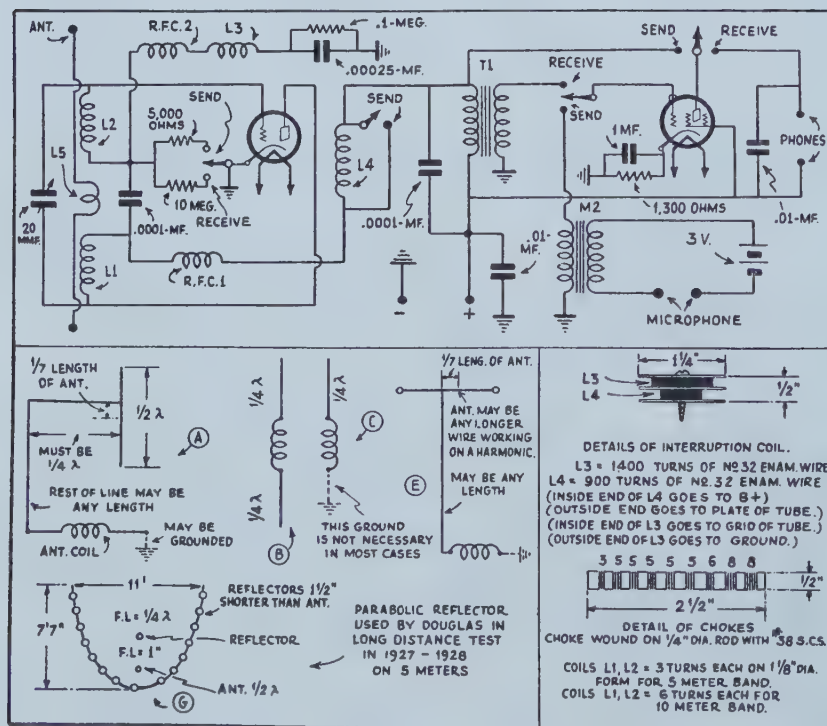 ANT.
R.F.C.2
L3
.1-MEG.
.00025-MF.
L2
5,000 OHMS
SEND
L5
20 MMF.
.0001-MF.
10 MEG.
RECEIVE
L1
R.F.C.1
SEND
L4
.0001-MF.
T1
RECEIVE
SEND
SEND
RECEIVE
1 MF.
1,300 OHMS
PHONES
.01-MF.
M2
.01-MF.
3 V.
MICROPHONE
-
+
1/7 LENGTH
OF ANT.
1/2 λ
A
MUST BE
1/4 λ
REST OF LINE MAY BE
ANY LENGTH
ANT. COIL
MAY BE
GROUNDED
1/4 λ
1/4 λ
B
1/4 λ
C
THIS GROUND
IS NOT NECESSARY
IN MOST CASES
1/7 LENG. OF ANT.
ANT. MAY BE
ANY LONGER
WIRE WORKING
ON A HARMONIC.
E
MAY BE ANY
LENGTH
11'
7'7"
F.L=1/4 λ
F.L=1"
REFLECTORS 1 1/2"
SHORTER THAN ANT.
REFLECTOR
ANT. 1/2 λ
G
PARABOLIC REFLECTOR
USED BY DOUGLAS IN
LONG DISTANCE TEST
IN 1927 - 1928
ON 5 METERS
1 1/4"
L3
L4
1/2"
DETAILS OF INTERRUPTION COIL.
L3 = 1400 TURNS OF NO 32 ENAM. WIRE
L4 = 900 TURNS OF NO. 32 ENAM. WIRE
(INSIDE END OF L4 GOES TO B+)
(OUTSIDE END GOES TO PLATE OF TUBE.)
(INSIDE END OF L3 GOES TO GRID OF TUBE.)
(OUTSIDE END OF L3 GOES TO GROUND.)
3 5 5 5 5 5 6 8 8
1/2"
2 1/2"
DETAIL OF CHOKES
CHOKE WOUND ON 1/4" DIA. ROD WITH #38 S.C.S.
COILS L1, L2 = 3 TURNS EACH ON 1 1/8" DIA.
FORM FOR 5 METER BAND.
COILS L1, L2 = 6 TURNS EACH FOR
10 METER BAND.